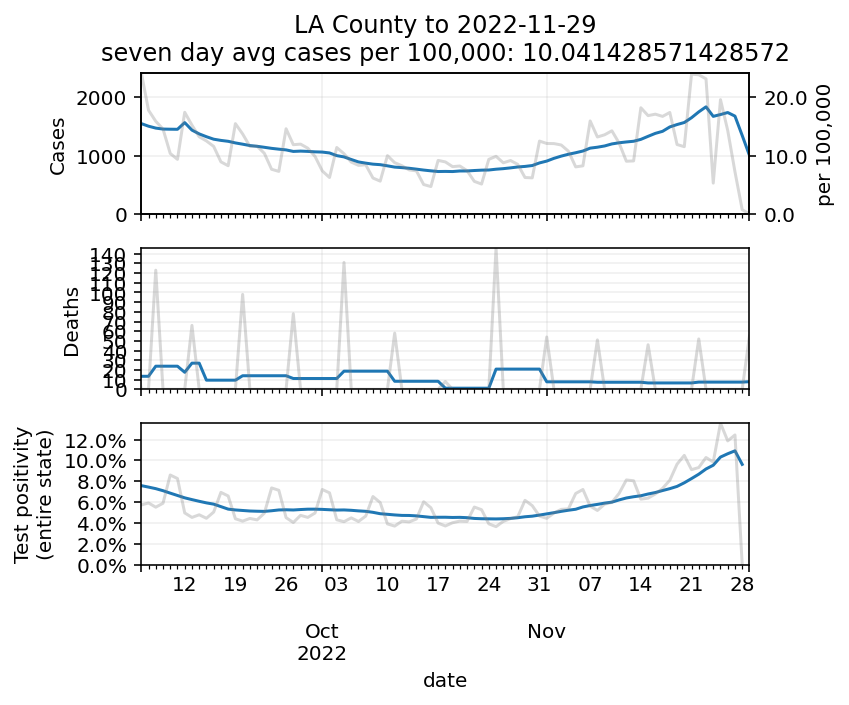 LA County to 2022-11-29
seven day avg cases per 100,000: 10.041428571428572
2000
1000
0
Cases
20.0
10.0
0.0
per 100,000
140
130
120
110
100
90
80
70
60
50
40
30
20
10
0
Deaths
12.0%
10.0%
8.0%
6.0%
4.0%
2.0%
0.0%
Test positivity
(entire state)
12 19 26 03 10 17 24 31 07 14 21 28
Oct Nov
2022
date